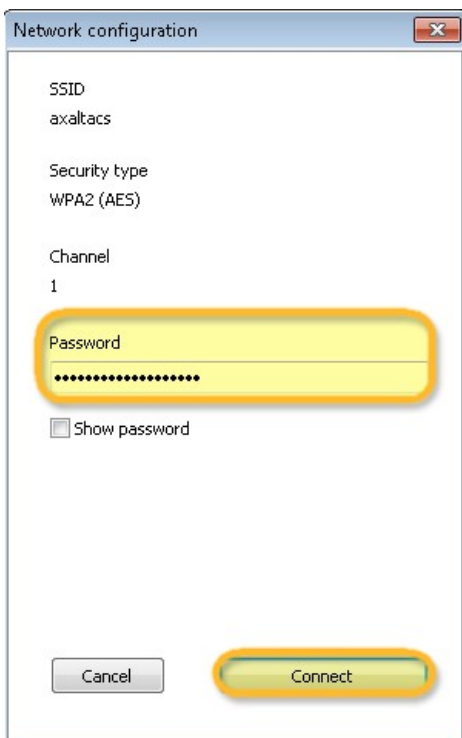 Network configuration
SSID
axaltacs
Security type
WPA2 (AES)
Channel
1
Password
•••••••••••••••••••
Show password
Cancel
Connect